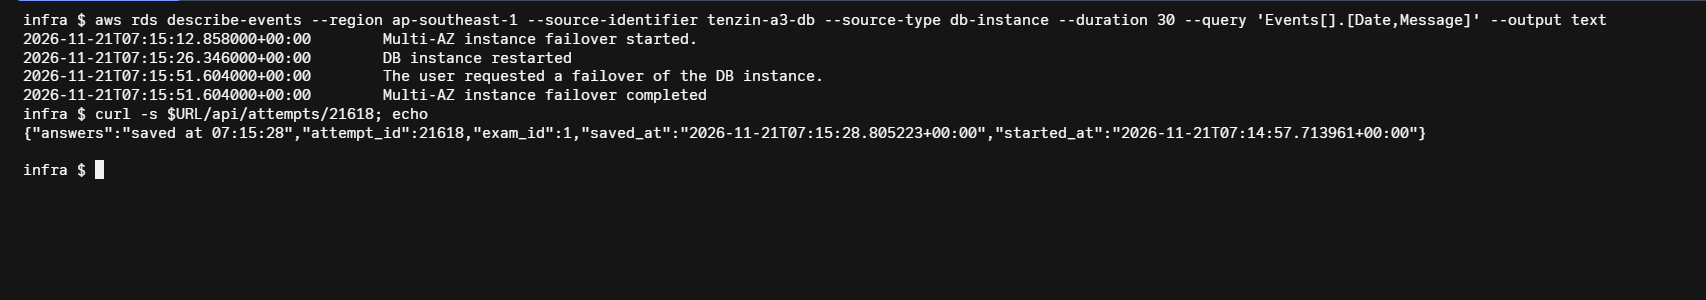 infra $ aws rds describe-events --region ap-southeast-1 --source-identifier tenzin-a3-db --source-type db-instance --duration 30 --query 'Events[].[Date,Message]' --output text
2026-11-21T07:15:12.858000+00:00        Multi-AZ instance failover started.
2026-11-21T07:15:26.346000+00:00        DB instance restarted
2026-11-21T07:15:51.604000+00:00        The user requested a failover of the DB instance.
2026-11-21T07:15:51.604000+00:00        Multi-AZ instance failover completed
infra $ curl -s $URL/api/attempts/21618; echo
{"answers":"saved at 07:15:28","attempt_id":21618,"exam_id":1,"saved_at":"2026-11-21T07:15:28.805223+00:00","started_at":"2026-11-21T07:14:57.713961+00:00"}
infra $